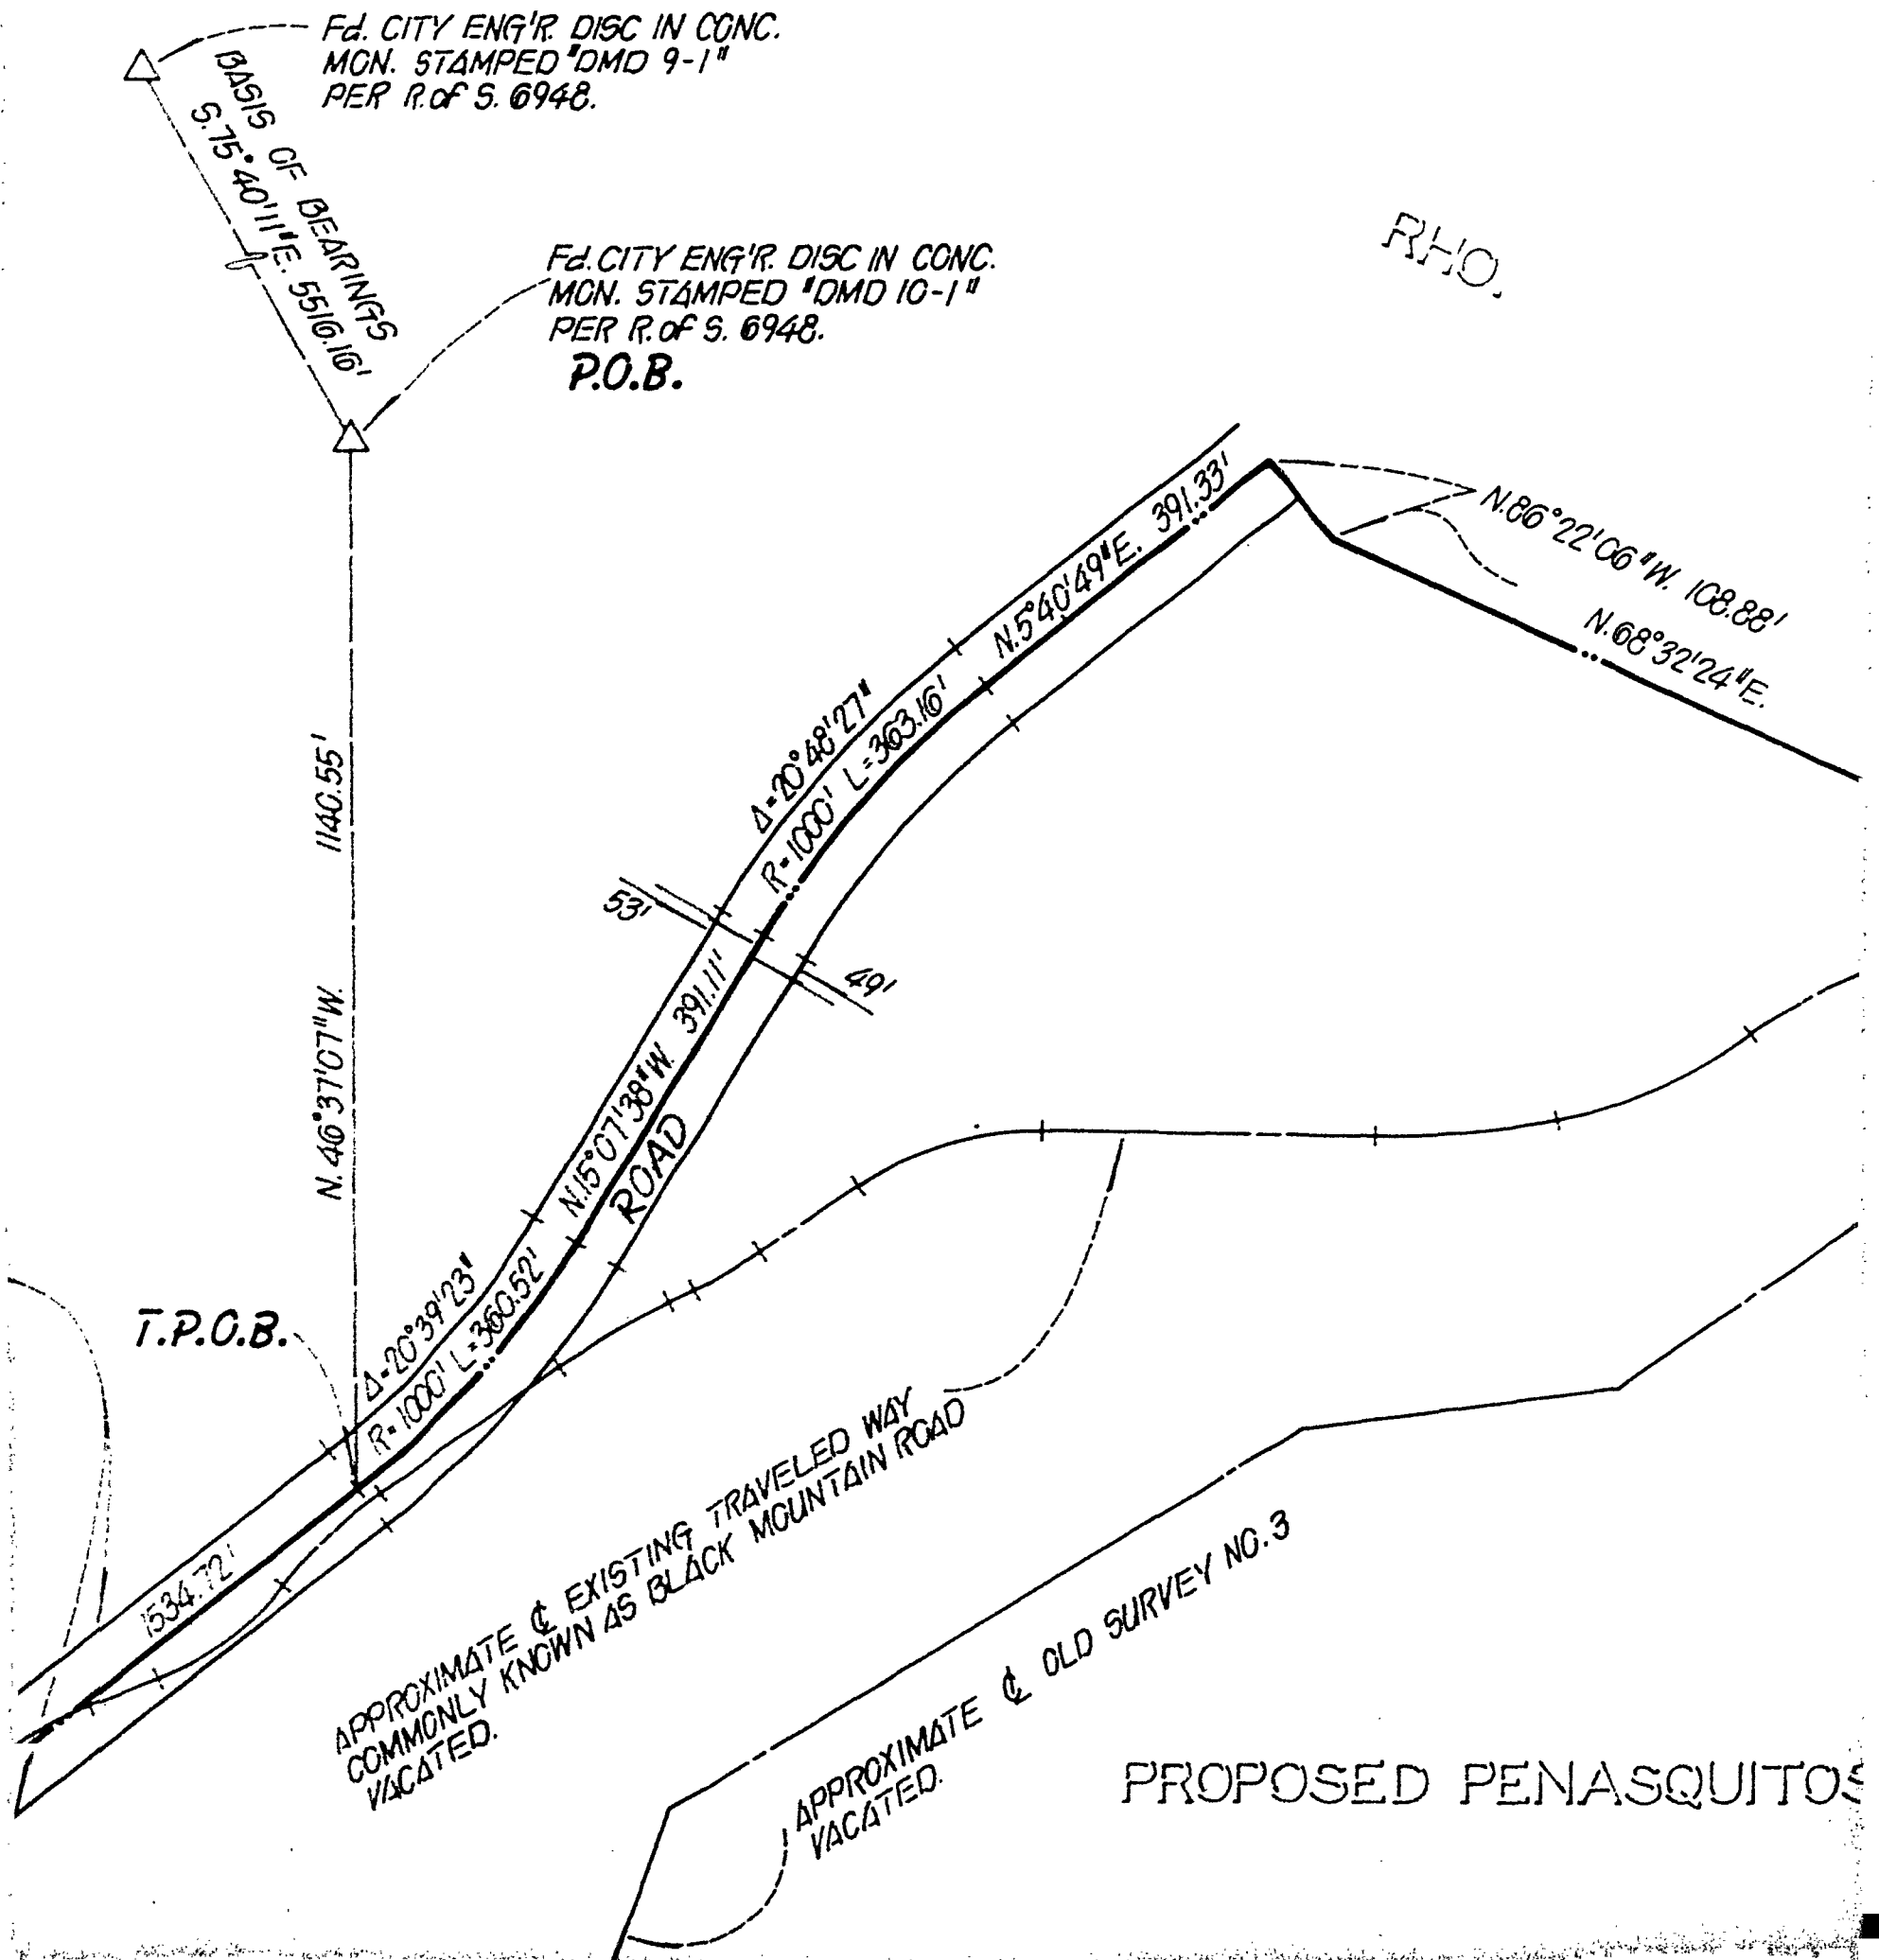 Fd. CITY ENG'R. DISC IN CONC.
MON. STAMPED "DMD 9-1"
PER R. of S. 6948.
BASIS OF BEARINGS
S.75°40'11"E. 5516.16'
Fd. CITY ENG'R. DISC IN CONC.
MON. STAMPED "DMD 10-1"
PER R. of S. 6948.
P.O.B.
RHO.
N.86°22'06"W. 108.88'
N.68°32'24"E.
N.5°40'49"E. 391.33'
Δ=20°48'27"
R=1000' L=363.16'
1140.55'
N.46°37'07"W.
53'
49'
N.15°07'38"W. 391.11'
ROAD
Δ=20°39'23"
R=1000' L=360.52'
T.P.O.B.
1534.72'
APPROXIMATE ℄ EXISTING TRAVELED WAY
COMMONLY KNOWN AS BLACK MOUNTAIN ROAD
VACATED.
APPROXIMATE ℄ OLD SURVEY NO.3
VACATED.
PROPOSED PENASQUITOS